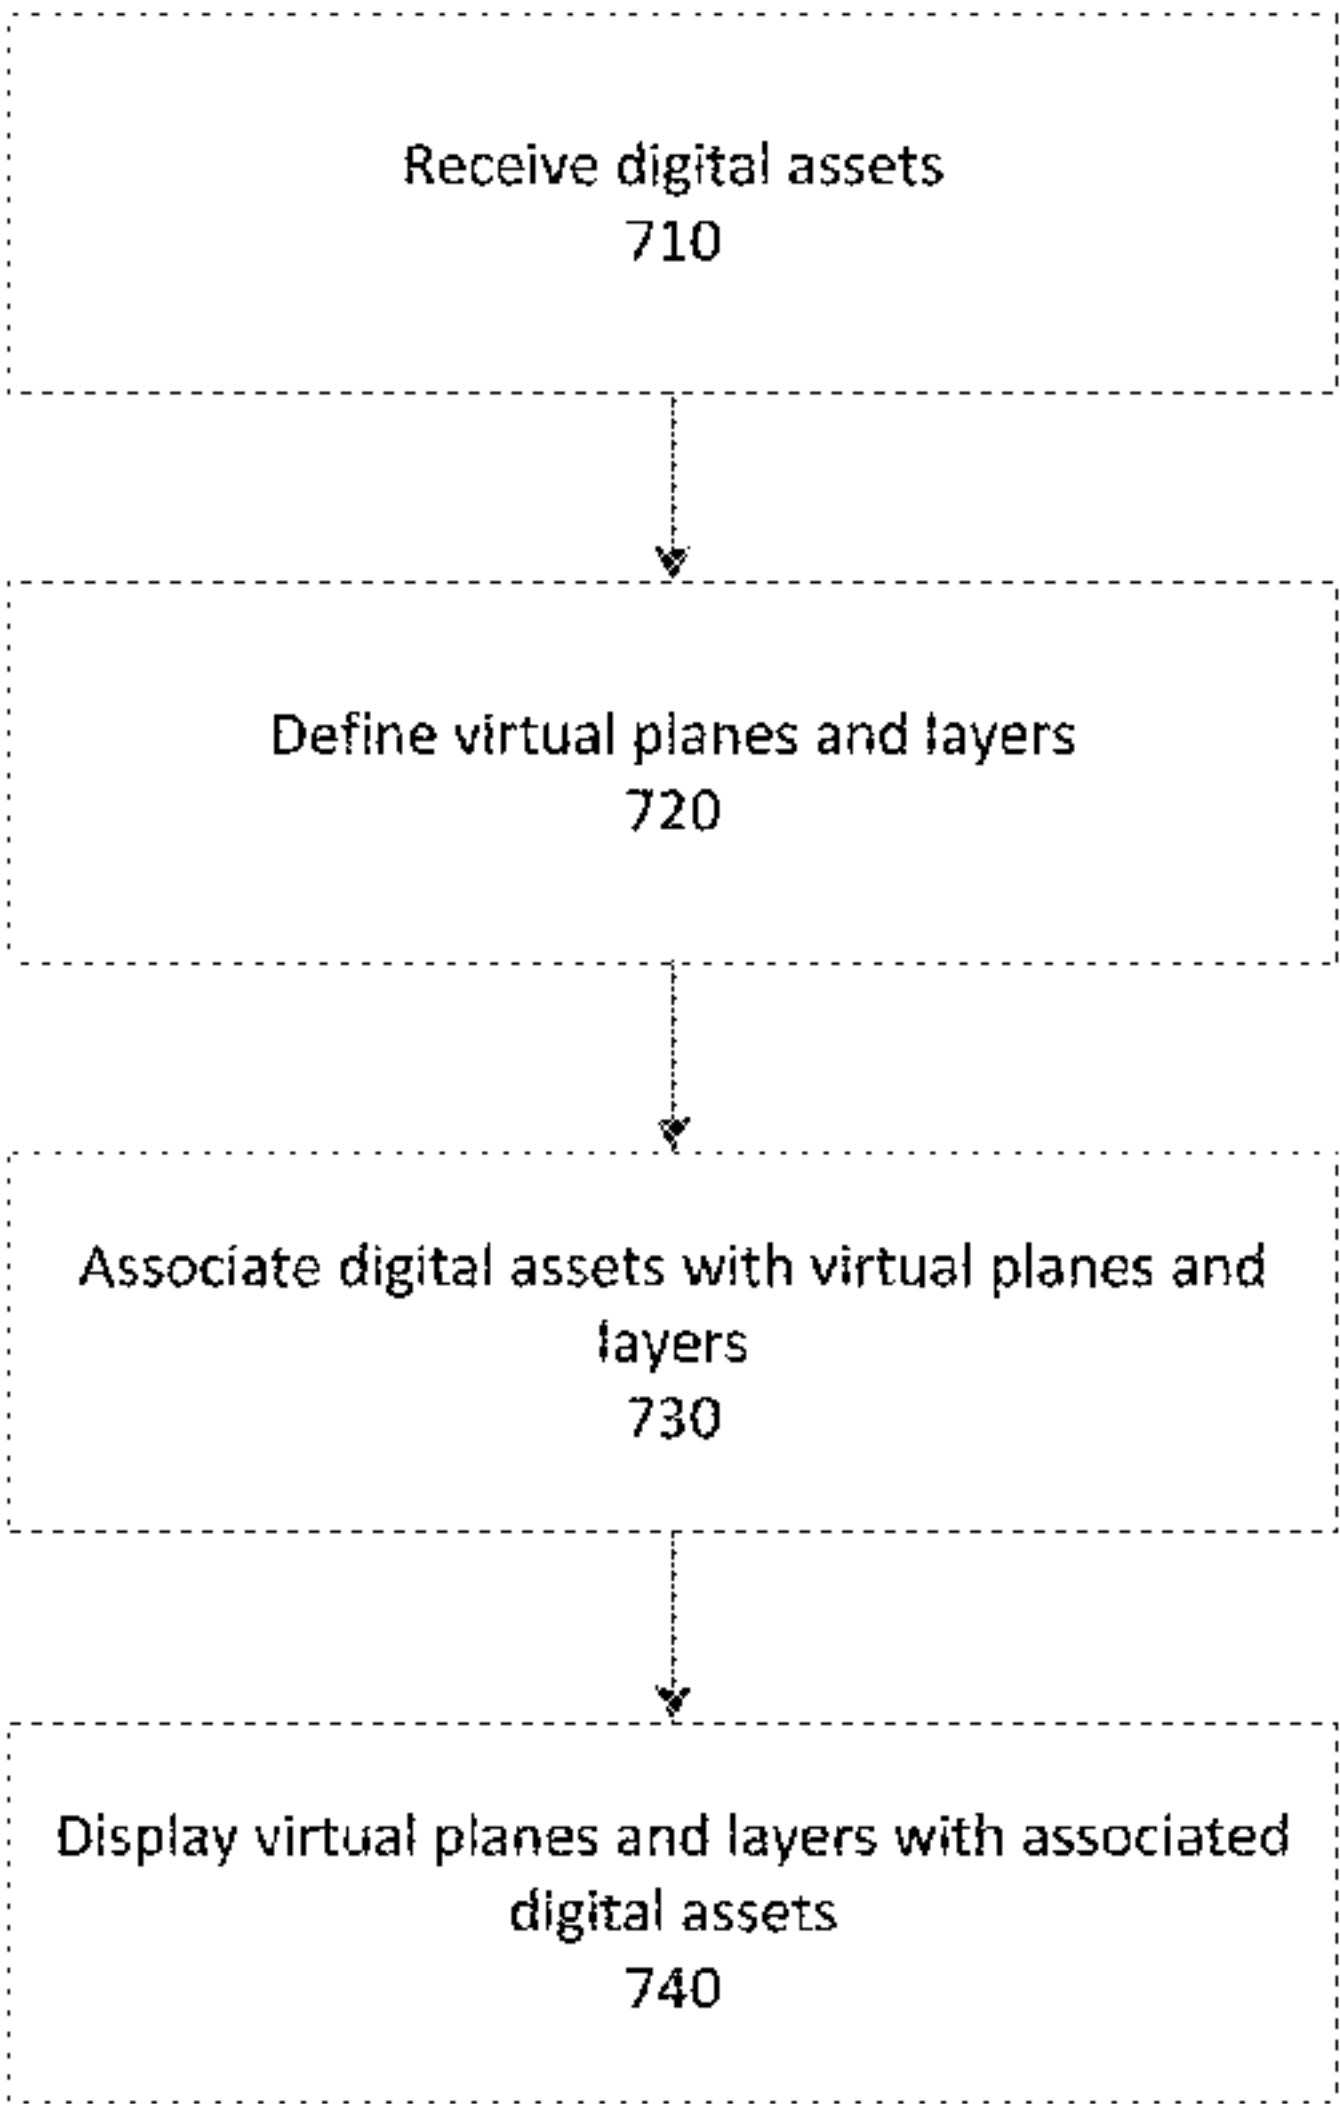 Receive digital assets
710
Define virtual planes and layers
720
Associate digital assets with virtual planes and
layers
730
Display virtual planes and layers with associated
digital assets
740